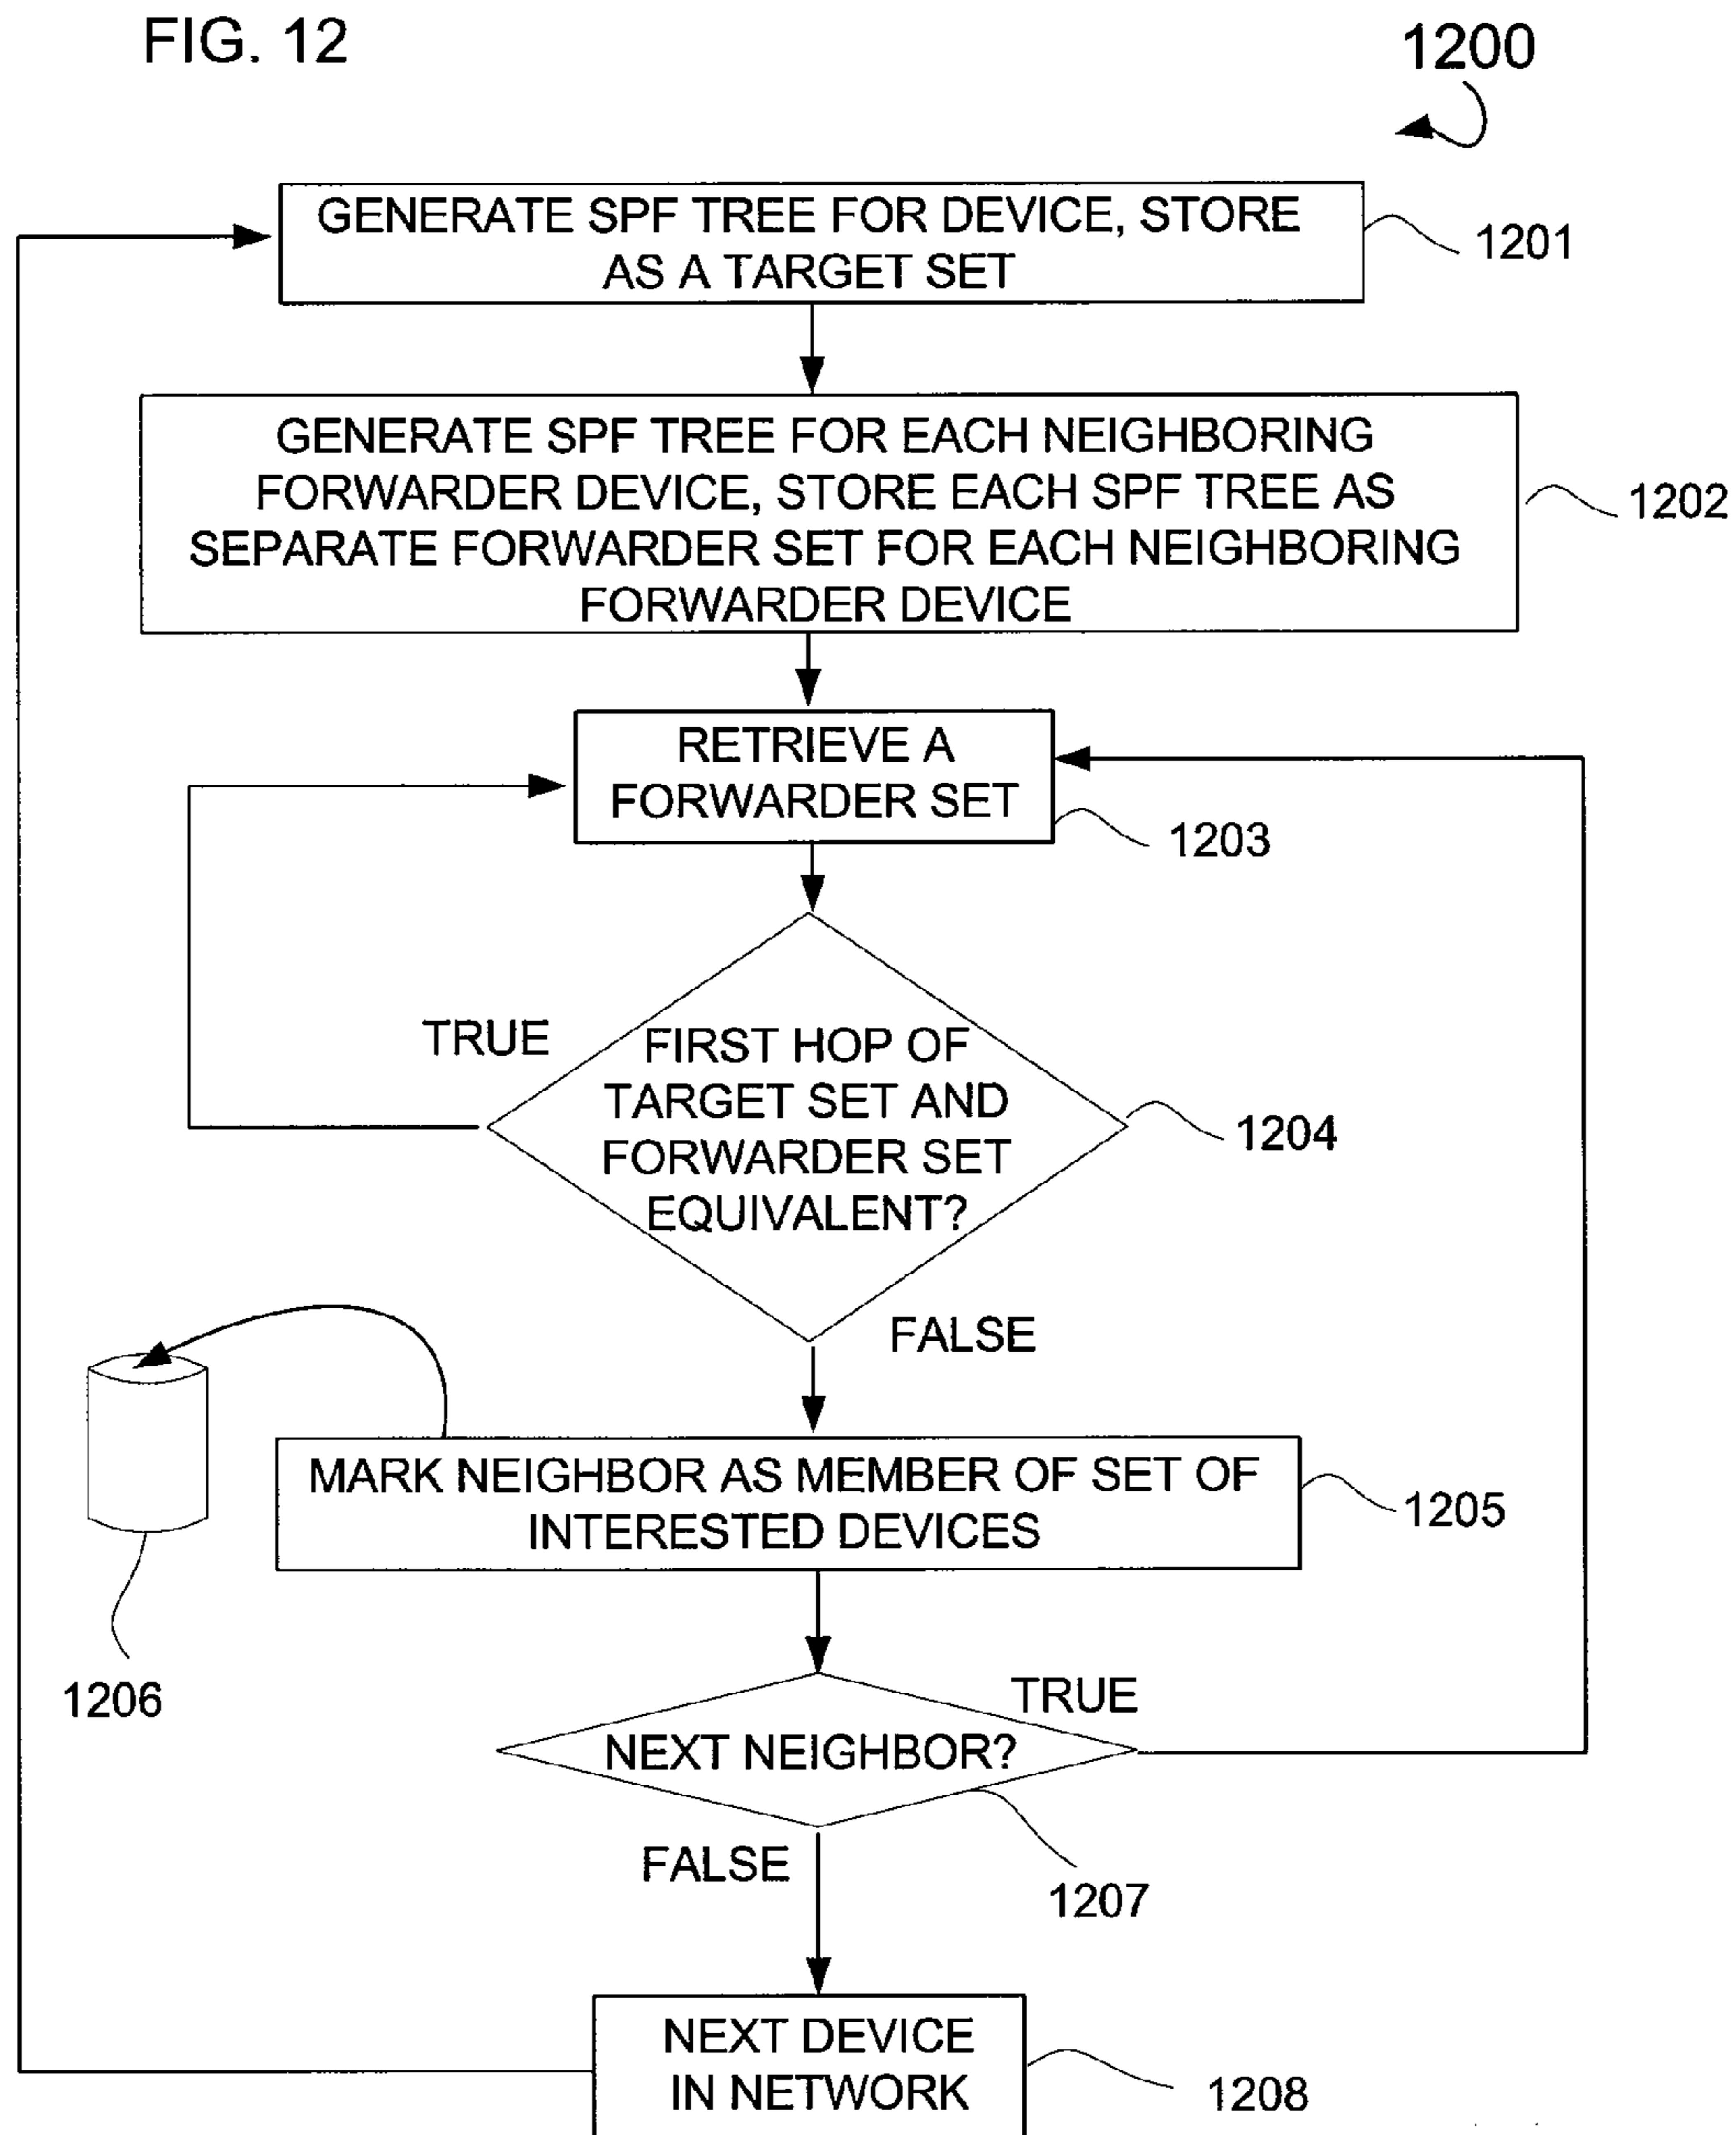 FIG. 12
1200
GENERATE SPF TREE FOR DEVICE, STORE
AS A TARGET SET
1201
GENERATE SPF TREE FOR EACH NEIGHBORING
FORWARDER DEVICE, STORE EACH SPF TREE AS
SEPARATE FORWARDER SET FOR EACH NEIGHBORING
FORWARDER DEVICE
1202
RETRIEVE A
FORWARDER SET
1203
TRUE
FIRST HOP OF
TARGET SET AND
FORWARDER SET
EQUIVALENT?
1204
FALSE
MARK NEIGHBOR AS MEMBER OF SET OF
INTERESTED DEVICES
1205
1206
TRUE
NEXT NEIGHBOR?
FALSE
1207
NEXT DEVICE
IN NETWORK
1208